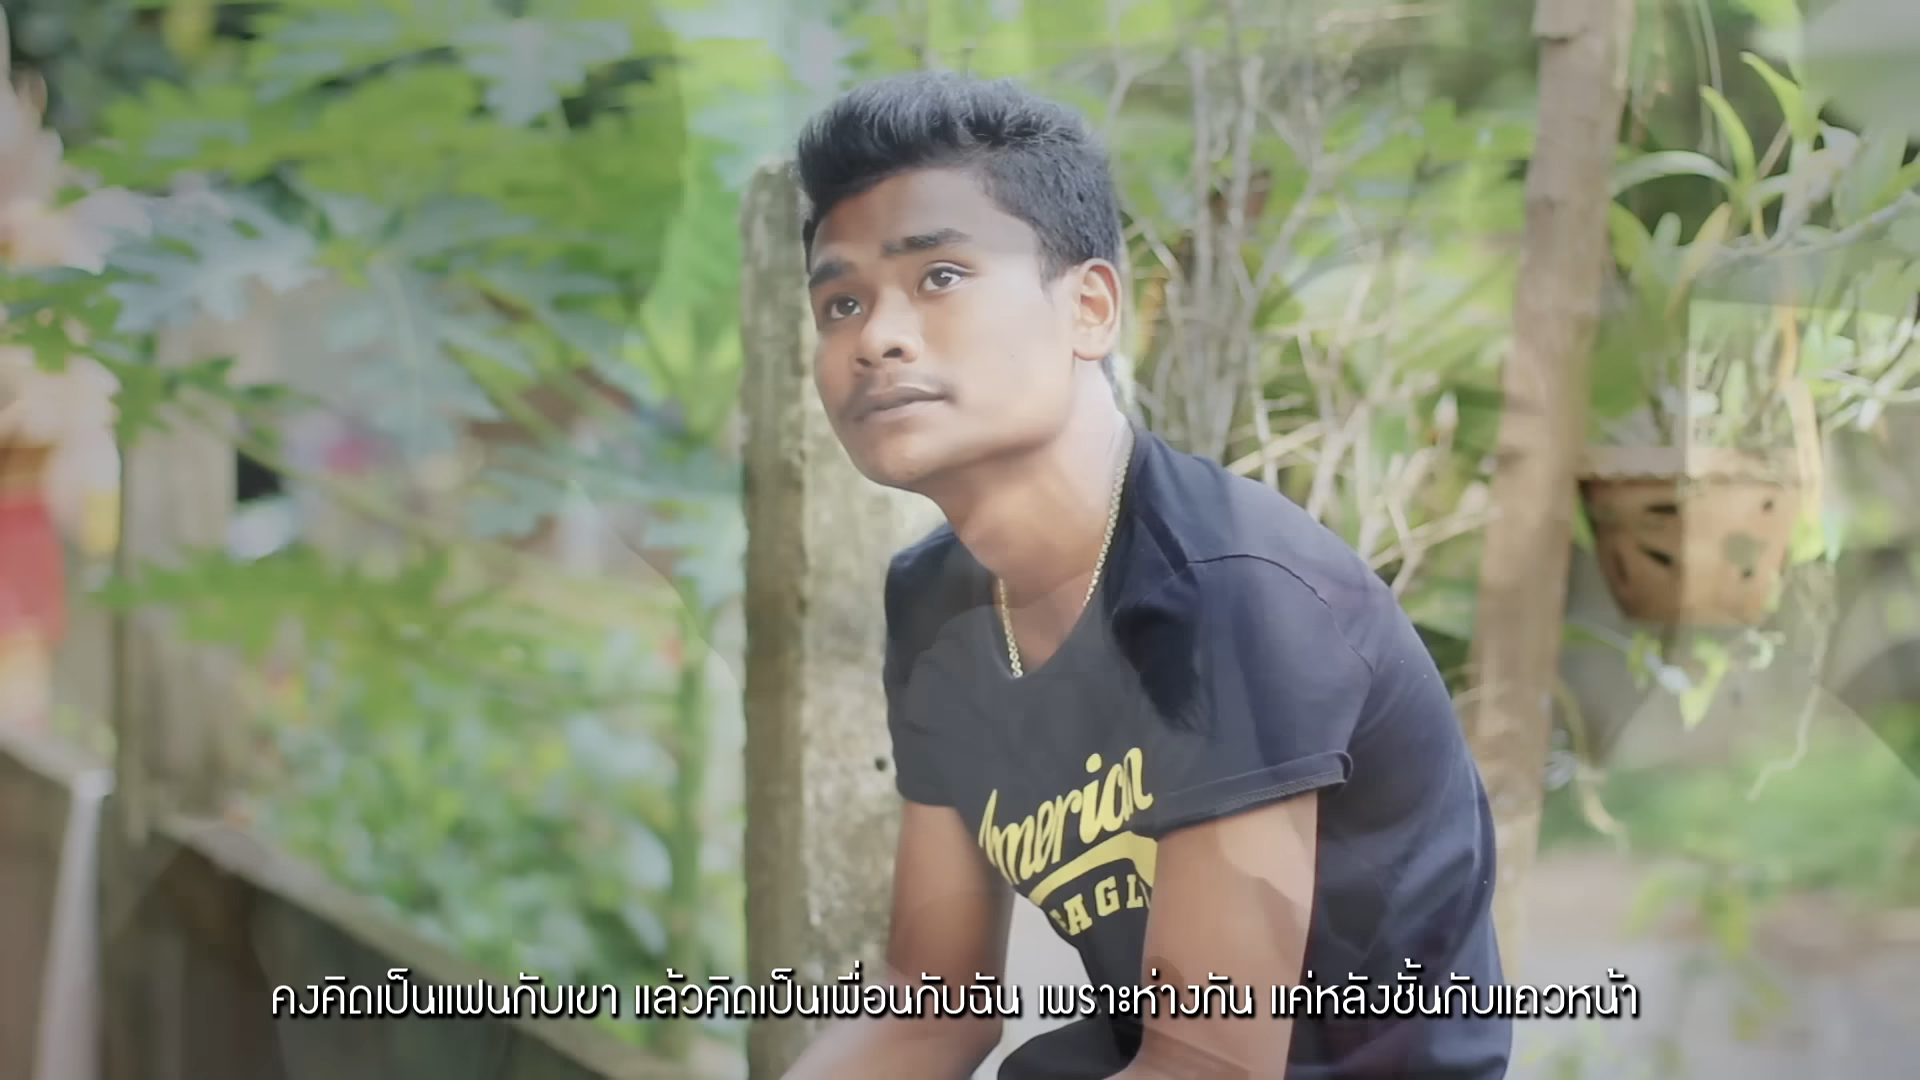 American
EAGL
คงคิดเป็นแฟนกับเขา แล้วคิดเป็นเพื่อนกับฉัน เพราะห่างกัน แค่หลังชั้นกับแถวหน้า